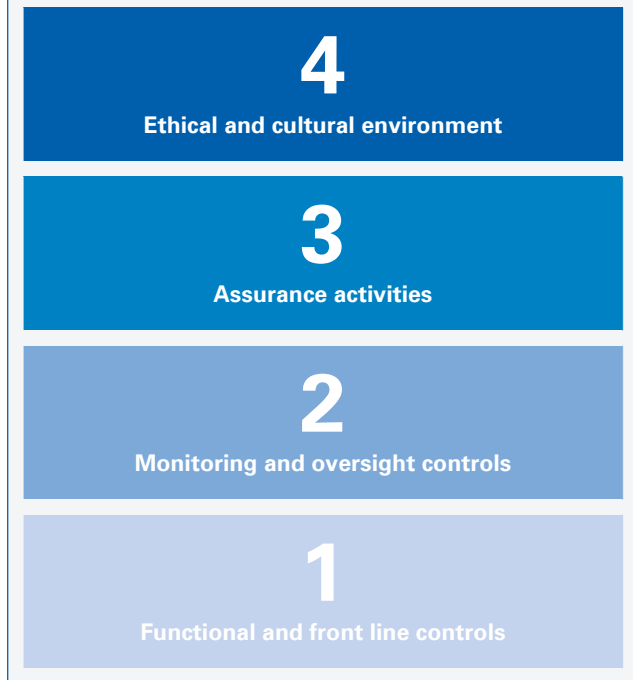 4
Ethical and cultural environment
3
Assurance activities
2
Monitoring and oversight controls
1
Functional and front line controls